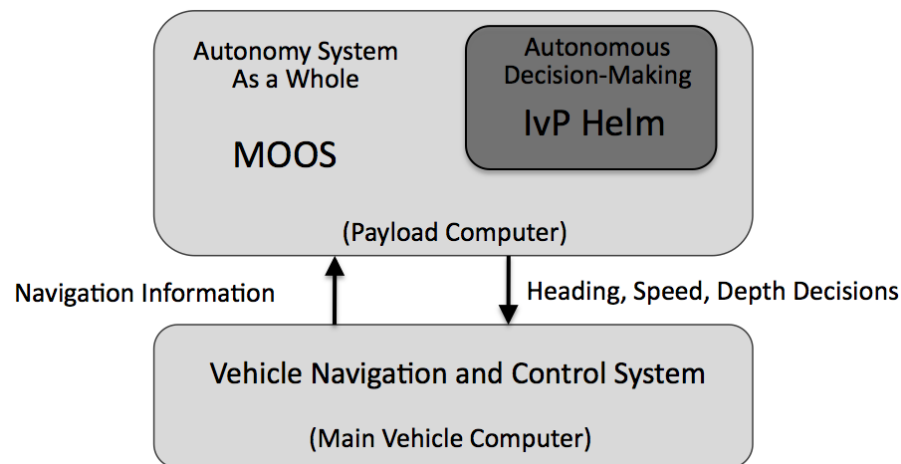 Autonomy System
As a Whole
MOOS
Autonomous
Decision-Making
IvP Helm
(Payload Computer)
Navigation Information
Heading, Speed, Depth Decisions
Vehicle Navigation and Control System
(Main Vehicle Computer)